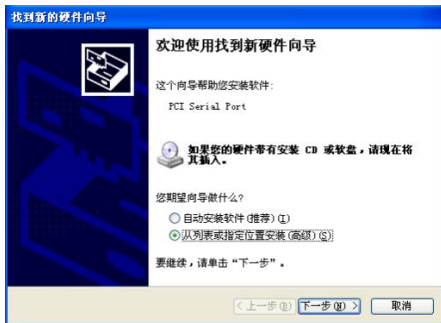 找到新的硬件向导
欢迎使用找到新硬件向导
这个向导帮助您安装软件:
PCI Serial Port
如果您的硬件带有安装 CD 或软盘，请现在将
其插入。
您期望向导做什么?
自动安装软件(推荐)(I)
从列表或指定位置安装(高级)(S)
要继续，请单击“下一步”。
< 上一步(B) 下一步(N) > 取消